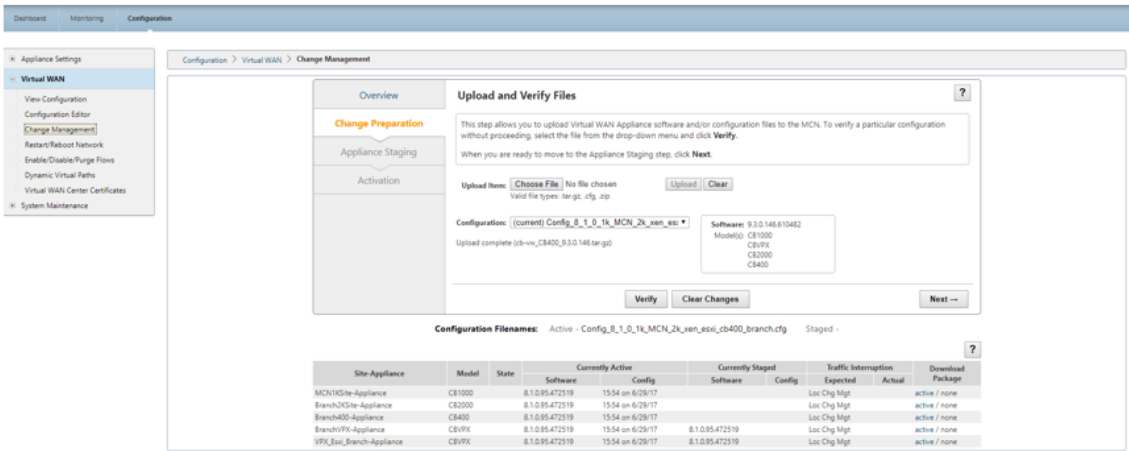 Dashboard Monitoring Configuration
Appliance Settings
Virtual WAN
View Configuration
Configuration Editor
Change Management
Restart/Reboot Network
Enable/Disable/Purge Flows
Dynamic Virtual Paths
Virtual WAN Center Certificates
System Maintenance
Configuration > Virtual WAN > Change Management
Overview
Change Preparation
Appliance Staging
Activation
Upload and Verify Files
?
This step allows you to upload Virtual WAN Appliance software and/or configuration files to the MCN. To verify a particular configuration
without proceeding, select the file from the drop-down menu and click Verify.
When you are ready to move to the Appliance Staging step, click Next.
Upload Item: Choose File No file chosen Upload Clear
Valid file types: .tar.gz, .cfg, .zip
Configuration: (current) Config_8_1_0_1k_MCN_2k_xen_es:
Upload complete (cb-vw_CB400_9.3.0.146.tar.gz)
Software: 9.3.0.146.610482
Model(s): CB1000
CBVPX
CB2000
CB400
Verify Clear Changes Next →
Configuration Filenames: Active - Config_8_1_0_1k_MCN_2k_xen_esxi_cb400_branch.cfg Staged -
?
Site-Appliance Model State Currently Active Currently Staged Traffic Interruption Download Package
Software Config Software Config Expected Actual
MCN1KSite-Appliance CB1000 8.1.0.95.472519 15:54 on 6/29/17 Loc Chg Mgt active / none
Branch2KSite-Appliance CB2000 8.1.0.95.472519 15:54 on 6/29/17 Loc Chg Mgt active / none
Branch400-Appliance CB400 8.1.0.95.472519 15:54 on 6/29/17 Loc Chg Mgt active / none
BranchVPX-Appliance CBVPX 8.1.0.95.472519 15:54 on 6/29/17 8.1.0.95.472519 Loc Chg Mgt active / none
VPX_Esxi_Branch-Appliance CBVPX 8.1.0.95.472519 15:54 on 6/29/17 8.1.0.95.472519 Loc Chg Mgt active / none